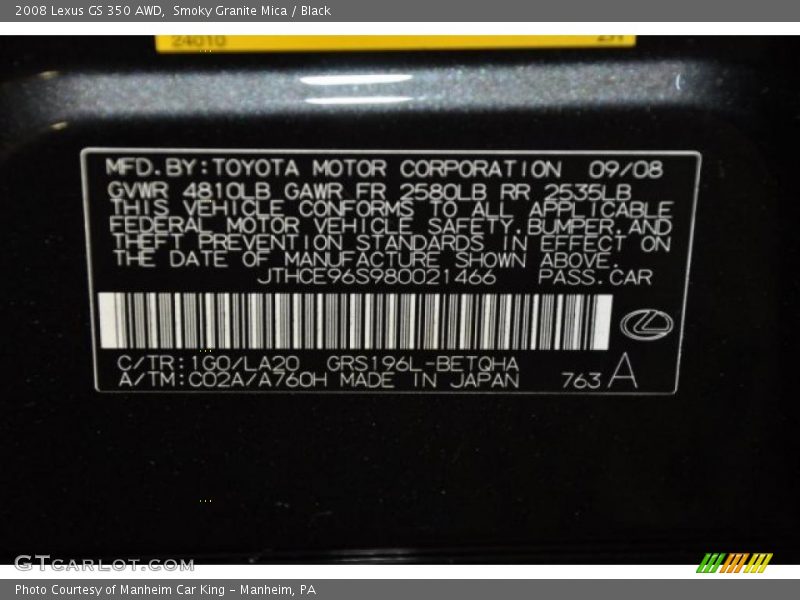 2008 Lexus GS 350 AWD, Smoky Granite Mica / Black
24010
MFD.BY:TOYOTA MOTOR CORPORATION 09/08
GVWR 4810LB GAWR FR 2580LB RR 2535LB
THIS VEHICLE CONFORMS TO ALL APPLICABLE
FEDERAL MOTOR VEHICLE SAFETY,BUMPER,AND
THEFT PREVENTION STANDARDS IN EFFECT ON
THE DATE OF MANUFACTURE SHOWN ABOVE.
JTHCE96S980021466 PASS.CAR
C/TR:1G0/LA20 GRS196L-BETQHA
A/TM:C02A/A760H MADE IN JAPAN 763 A
GTCARLOT.COM
Photo Courtesy of Manheim Car King - Manheim, PA